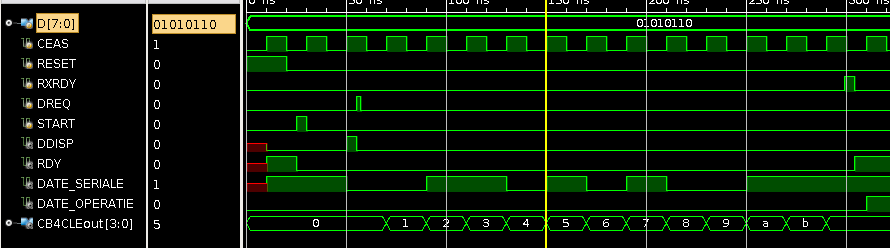 0 ns 50 ns 100 ns 150 ns 200 ns 250 ns 300 ns
D[7:0] 01010110 01010110
CEAS 1
RESET 0
RXRDY 0
DREQ 0
START 0
DDISP 0
RDY 0
DATE_SERIALE 1
DATE_OPERATIE 0
CB4CLEout[3:0] 5 0 1 2 3 4 5 6 7 8 9 a b